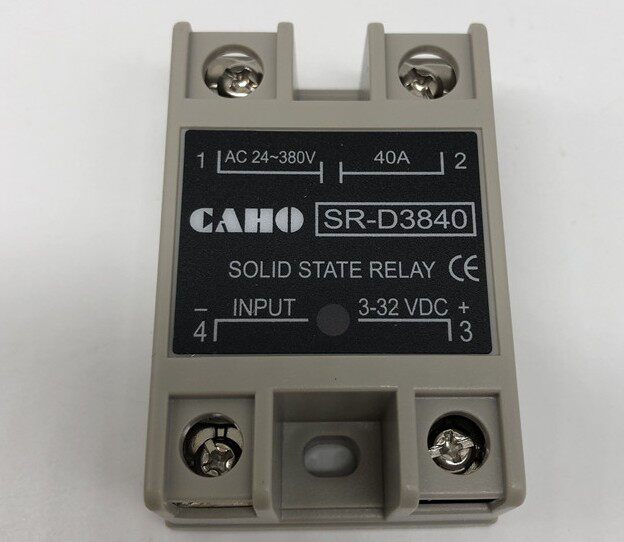 1 AC 24~380V 40A 2
CAHO SR-D3840
SOLID STATE RELAY CE
– INPUT 3-32 VDC +
4 3